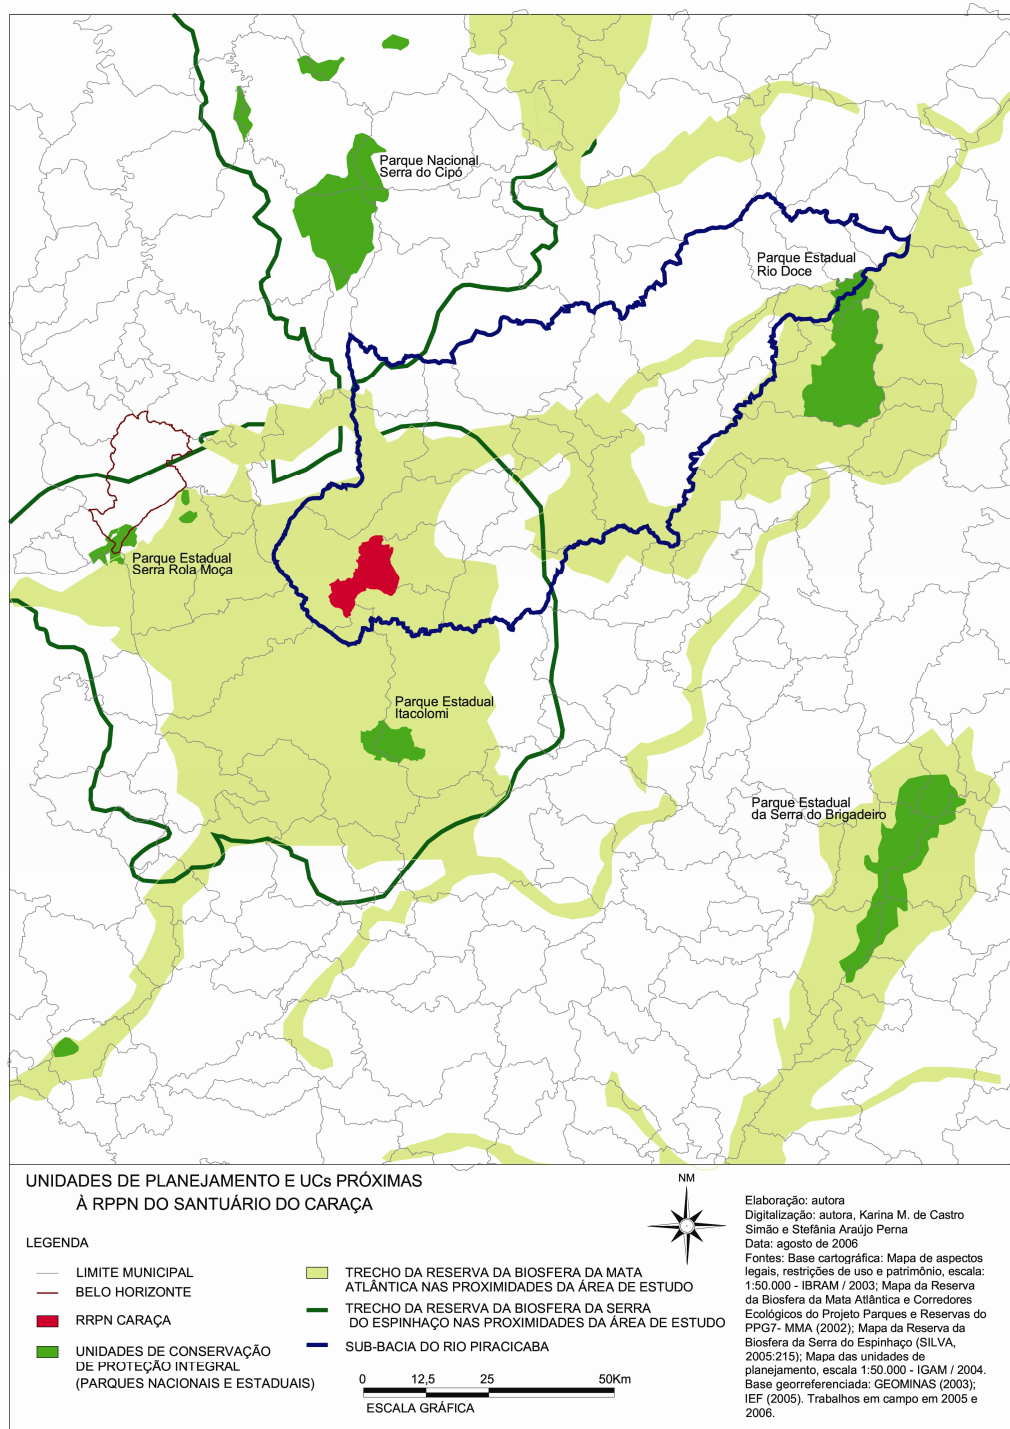 Parque Nacional
Serra do Cipó
Parque Estadual
Rio Doce
Parque Estadual
Serra Rola Moça
Parque Estadual
Itacolomi
Parque Estadual
da Serra do Brigadeiro
UNIDADES DE PLANEJAMENTO E UCs PRÓXIMAS
À RPPN DO SANTUÁRIO DO CARAÇA
LEGENDA
LIMITE MUNICIPAL
BELO HORIZONTE
RRPN CARAÇA
UNIDADES DE CONSERVAÇÃO
DE PROTEÇÃO INTEGRAL
(PARQUES NACIONAIS E ESTADUAIS)
TRECHO DA RESERVA DA BIOSFERA DA MATA
ATLÂNTICA NAS PROXIMIDADES DA ÁREA DE ESTUDO
TRECHO DA RESERVA DA BIOSFERA DA SERRA
DO ESPINHAÇO NAS PROXIMIDADES DA ÁREA DE ESTUDO
SUB-BACIA DO RIO PIRACICABA
0 12,5 25 50Km
ESCALA GRÁFICA
NM
Elaboração: autora
Digitalização: autora, Karina M. de Castro
Simão e Stefânia Araújo Perna
Data: agosto de 2006
Fontes: Base cartográfica: Mapa de aspectos
legais, restrições de uso e patrimônio, escala:
1:50.000 - IBRAM / 2003; Mapa da Reserva
da Biosfera da Mata Atlântica e Corredores
Ecológicos do Projeto Parques e Reservas do
PPG7- MMA (2002); Mapa da Reserva da
Biosfera da Serra do Espinhaço (SILVA,
2005:215); Mapa das unidades de
planejamento, escala 1:50.000 - IGAM / 2004.
Base georreferenciada: GEOMINAS (2003);
IEF (2005). Trabalhos em campo em 2005 e
2006.